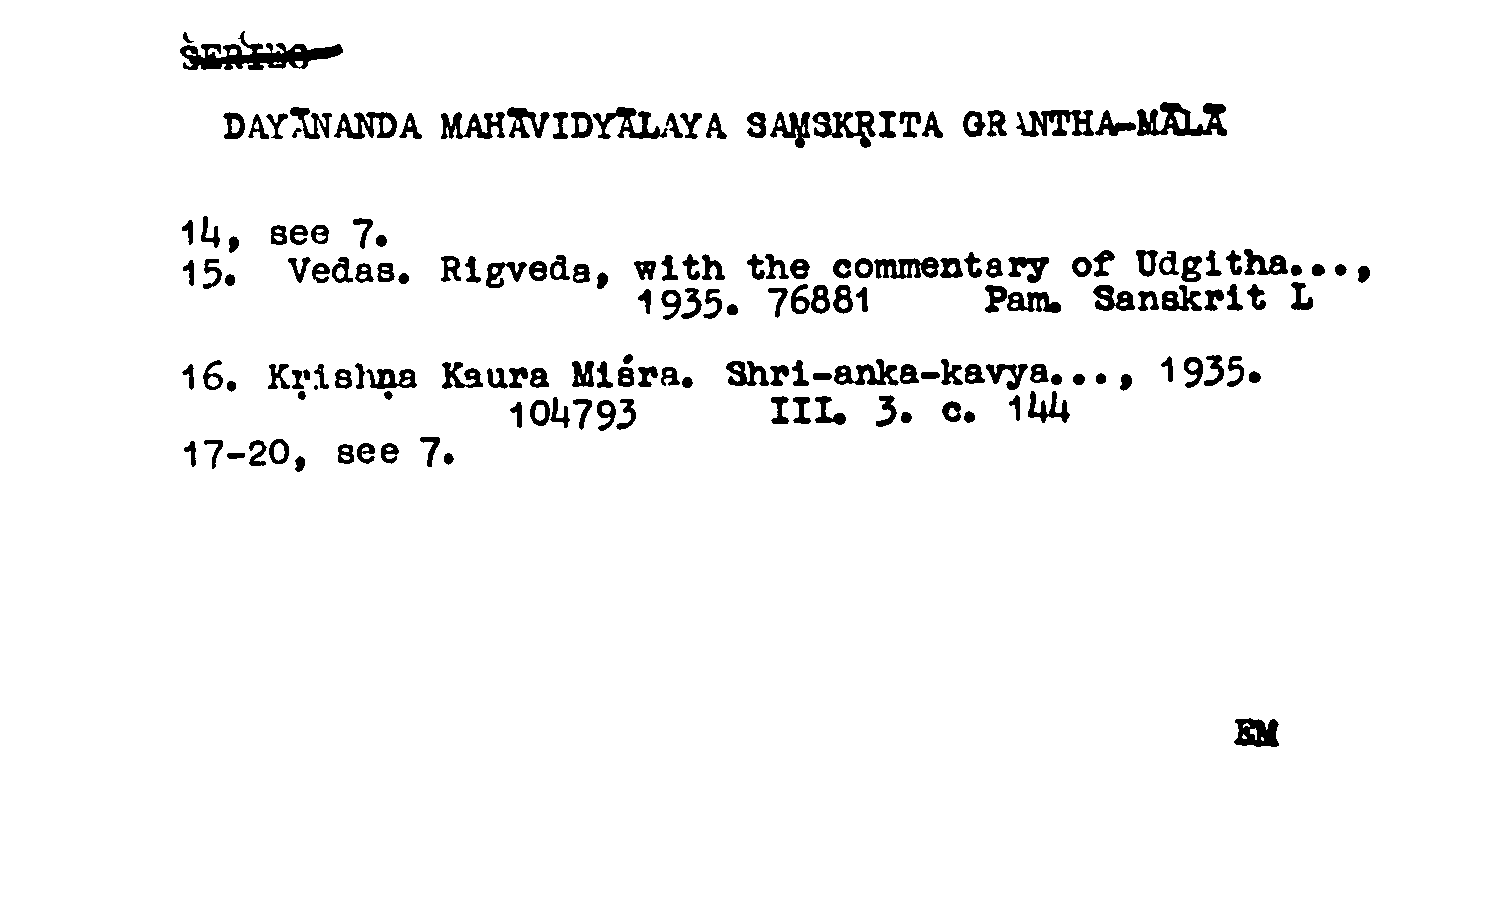 SERIES
DAYĀNANDA MAHĀVIDYĀLAYA SAṂSKṚITA GRANTHA-MĀLĀ
14, see 7.
15. Vedas. Rigveda, with the commentary of Udgitha...,
1935. 76881 Pam. Sanskrit L
16. Kṛishṇa Kaura Miśra. Shri-anka-kavya..., 1935.
104793 III. 3. c. 144
17-20, see 7.
EM